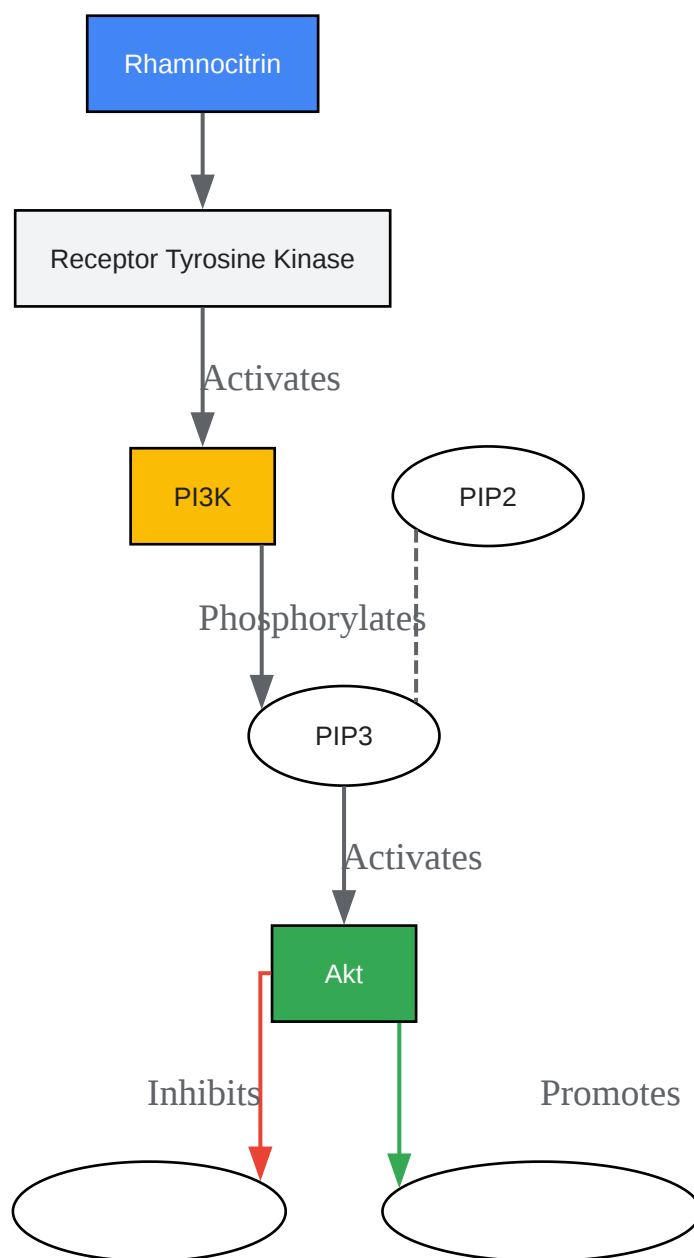 Rhamnocitrin
Receptor Tyrosine Kinase
Activates
PI3K
PIP2
Phosphorylates
PIP3
Activates
Akt
Inhibits
Promotes